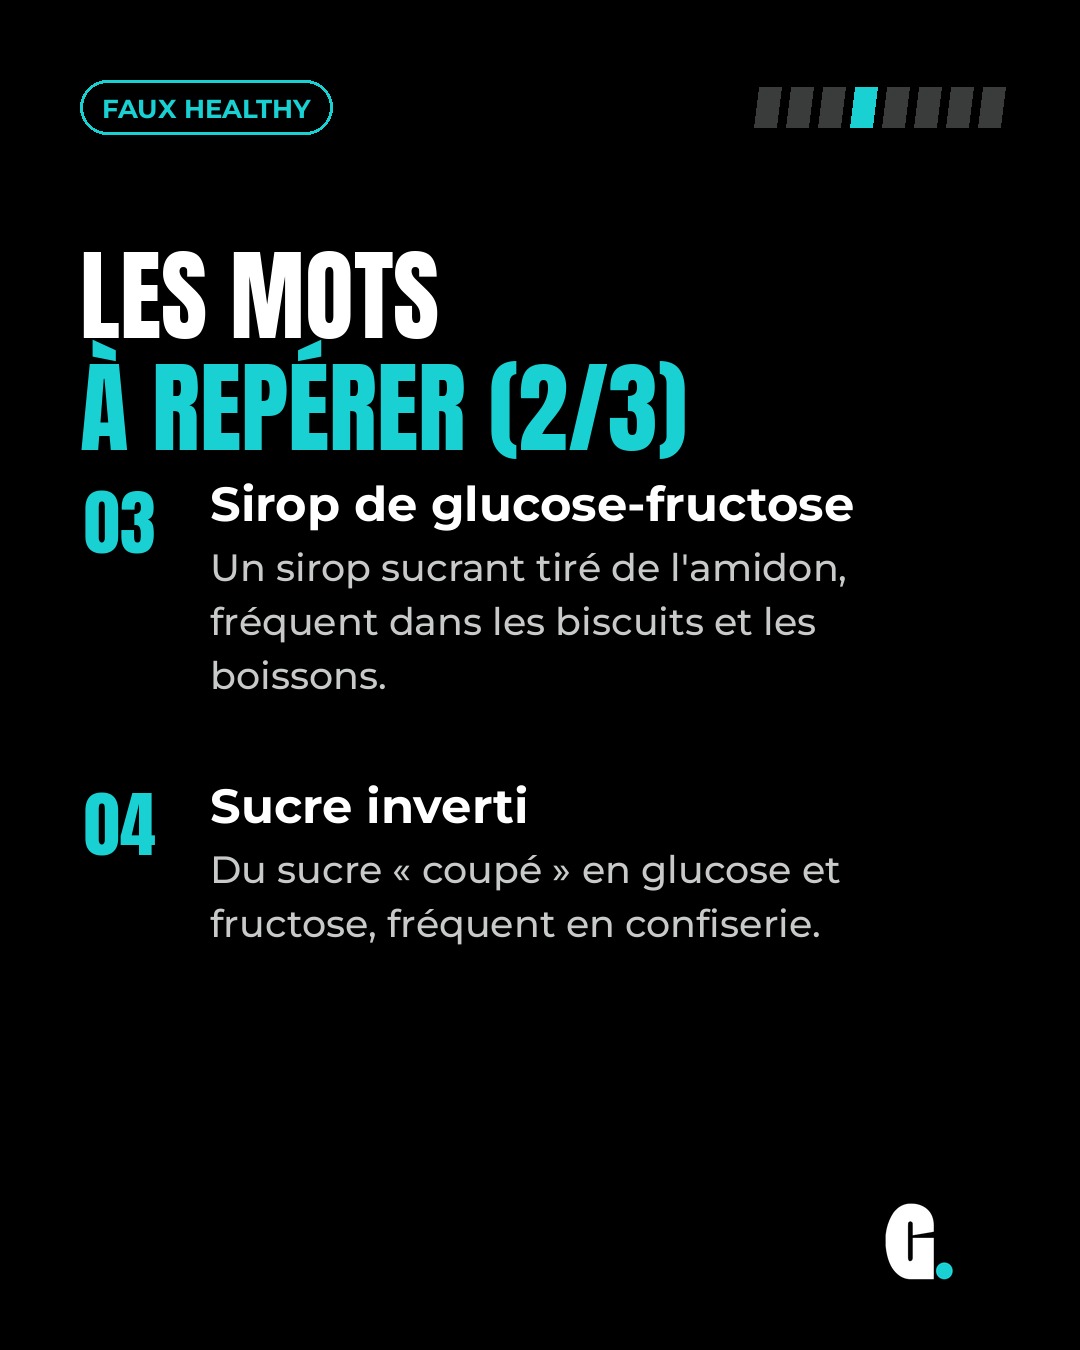 FAUX HEALTHY
LES MOTS
À REPÉRER (2/3)
03
Sirop de glucose-fructose
Un sirop sucrant tiré de l'amidon,
fréquent dans les biscuits et les
boissons.
04
Sucre inverti
Du sucre « coupé » en glucose et
fructose, fréquent en confiserie.
G.